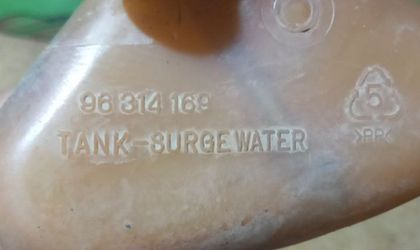 96 314 169
5
TANK-SURGE WATER
>PP<